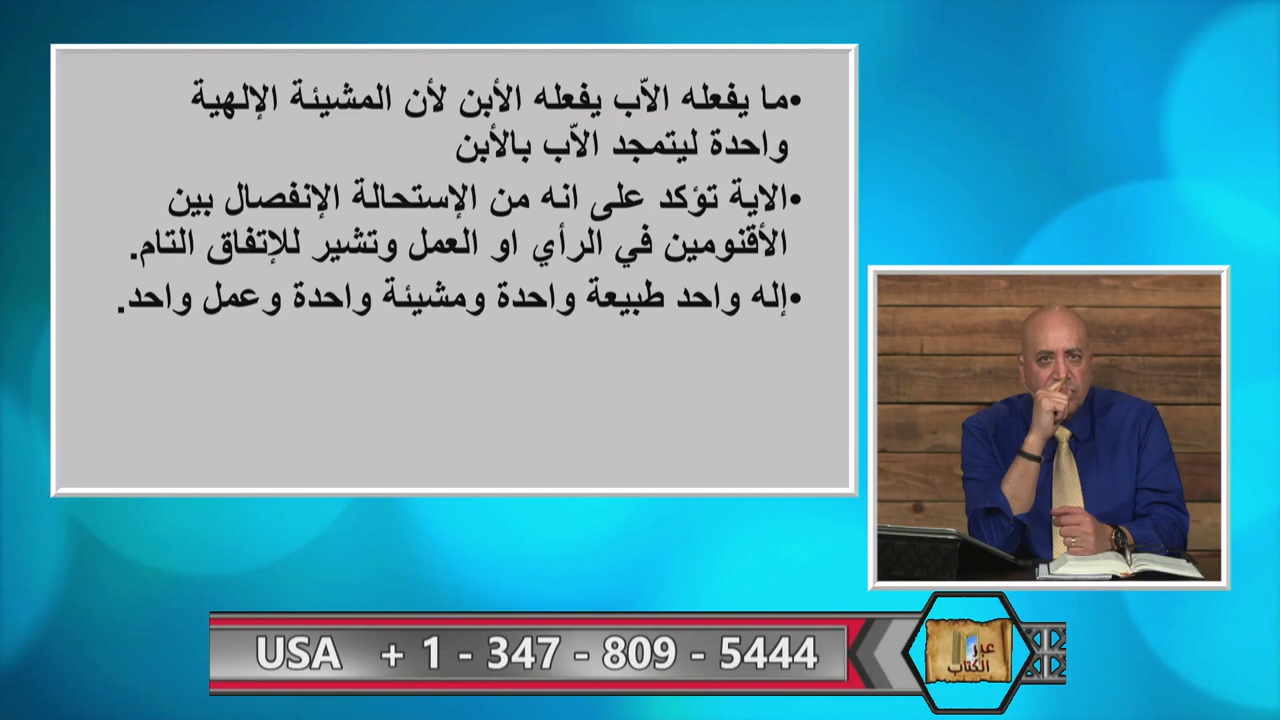 •ما يفعله الآب يفعله الأبن لأن المشيئة الإلهية
واحدة ليتمجد الآب بالأبن
•الاية تؤكد على انه من الإستحالة الإنفصال بين
الأقنومين في الرأي او العمل وتشير للإتفاق التام.
•إله واحد طبيعة واحدة ومشيئة واحدة وعمل واحد.
USA + 1 - 347 - 809 - 5444
عبر
الكتاب